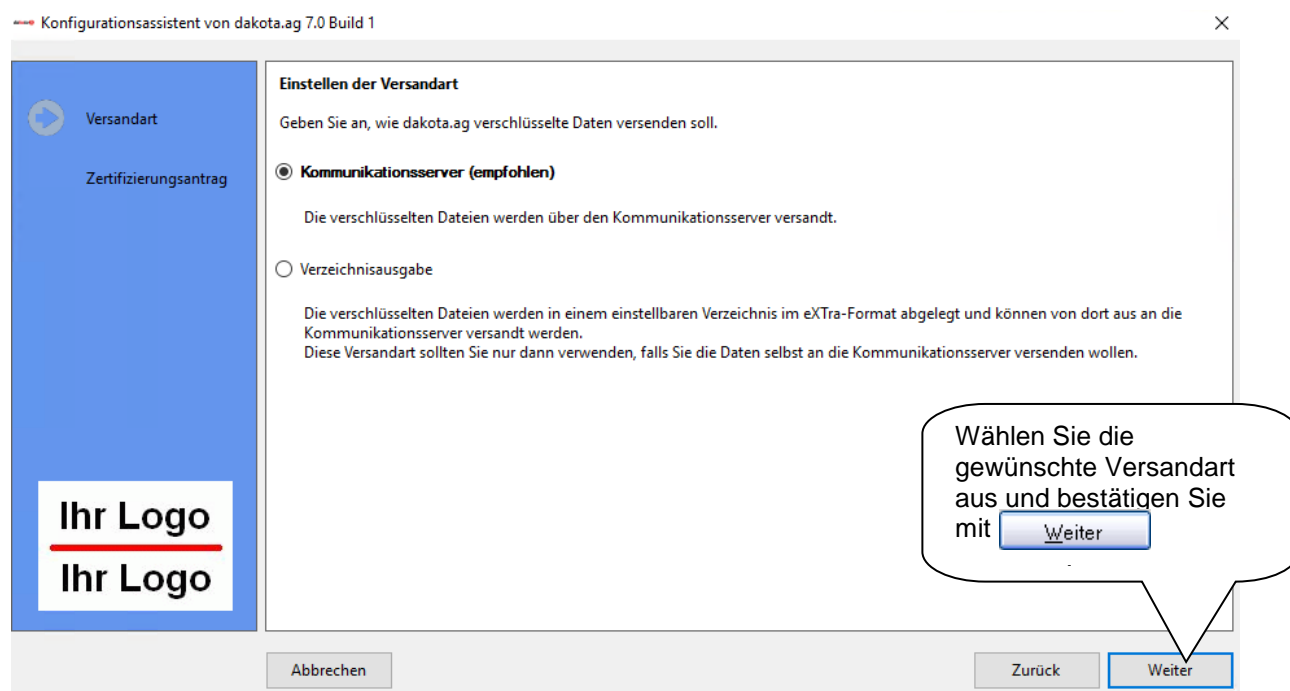 Konfigurationsassistent von dakota.ag 7.0 Build 1
Versandart
Zertifizierungsantrag
Einstellen der Versandart
Geben Sie an, wie dakota.ag verschlüsselte Daten versenden soll.
Kommunikationsserver (empfohlen)
Die verschlüsselten Dateien werden über den Kommunikationsserver versandt.
Verzeichnisausgabe
Die verschlüsselten Dateien werden in einem einstellbaren Verzeichnis im eXTra-Format abgelegt und können von dort aus an die
Kommunikationsserver versandt werden.
Diese Versandart sollten Sie nur dann verwenden, falls Sie die Daten selbst an die Kommunikationsserver versenden wollen.
Wählen Sie die
gewünschte Versandart
aus und bestätigen Sie
mit Weiter
.
Ihr Logo
Ihr Logo
Abbrechen
Zurück
Weiter